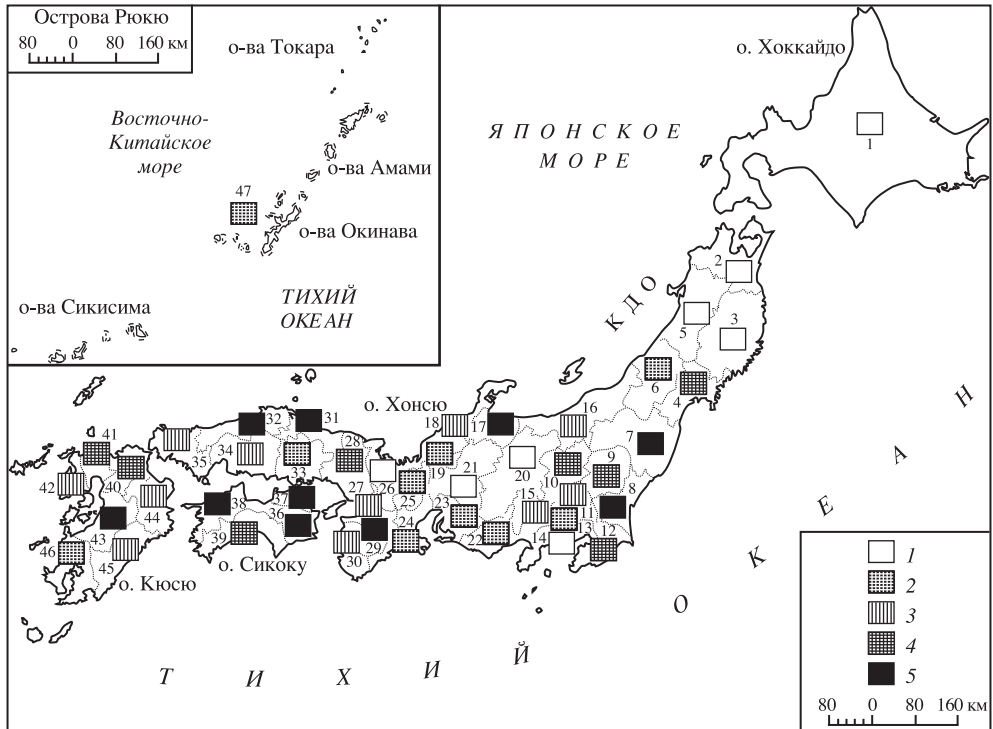 Острова Рюкю
80 0 80 160 км
о-ва Токара
Восточно-
Китайское
море
о-ва Амами
47
о-ва Окинава
ТИХИЙ
ОКЕАН
о-ва Сикисима
о. Хоккайдо
ЯПОНСКОЕ
МОРЕ
1
2
5
3
КДО
6
4
о. Хонсю
18
17
16
7
32
31
41
35
34
33
28
19
20
21
10
9
8
42
40
44
43
46
45
38
37
36
39
27
26
25
23
24
29
30
22
15
14
11
13
12
о. Сикоку
о. Кюсю
ТИХИЙ
ОКЕАН
1
2
3
4
5
80 0 80 160 км